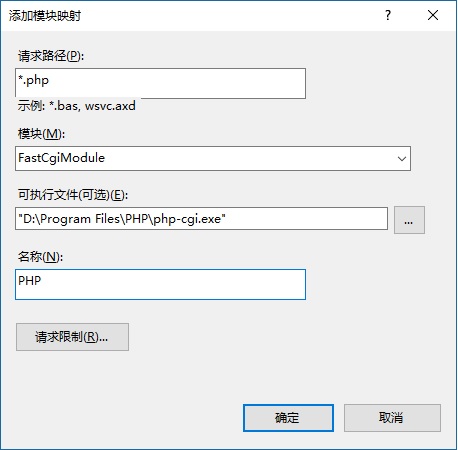 添加模块映射
请求路径(P):
*.php
示例: *.bas, wsvc.axd
模块(M):
FastCgiModule
可执行文件(可选)(E):
"D:\Program Files\PHP\php-cgi.exe"
...
名称(N):
PHP
请求限制(R)...
确定 取消